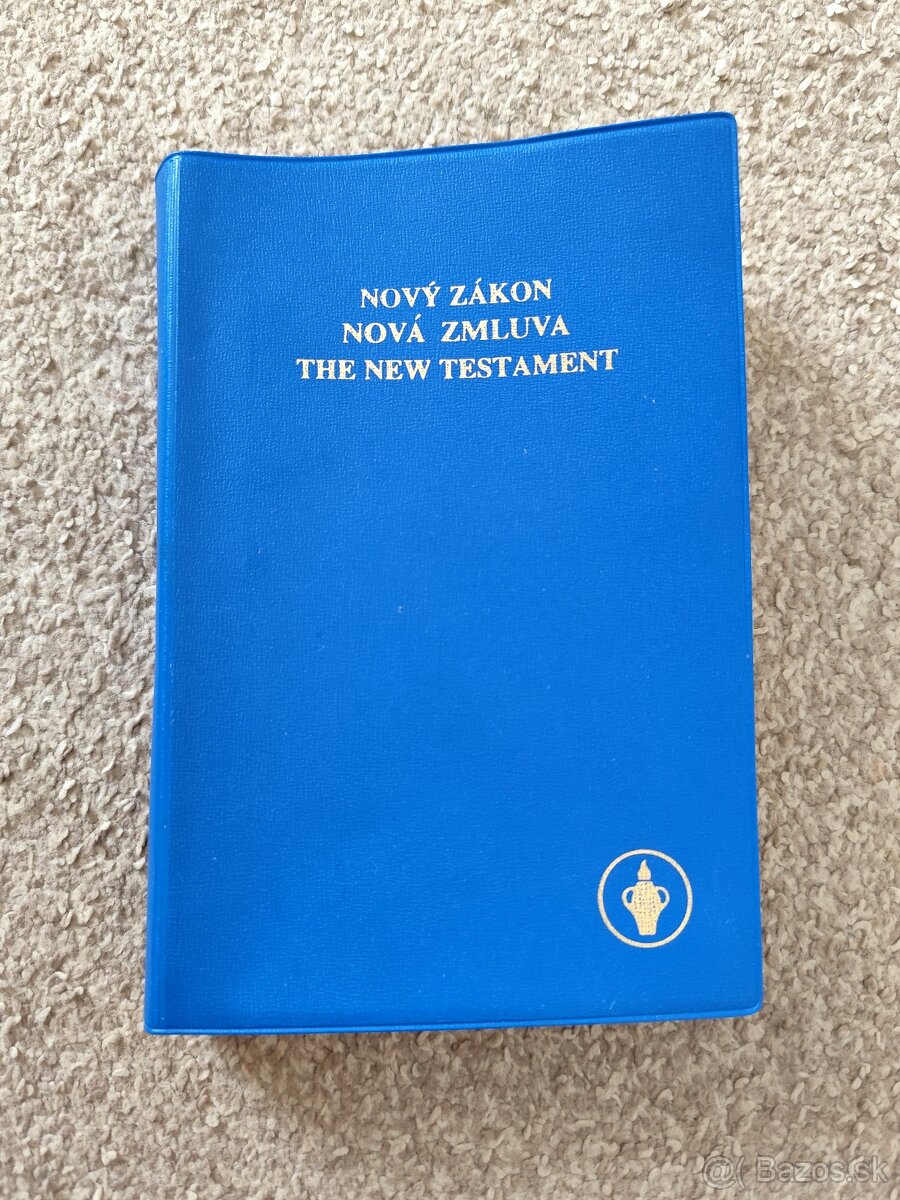 NOVÝ ZÁKON
NOVÁ ZMLUVA
THE NEW TESTAMENT
@( Bazos.sk